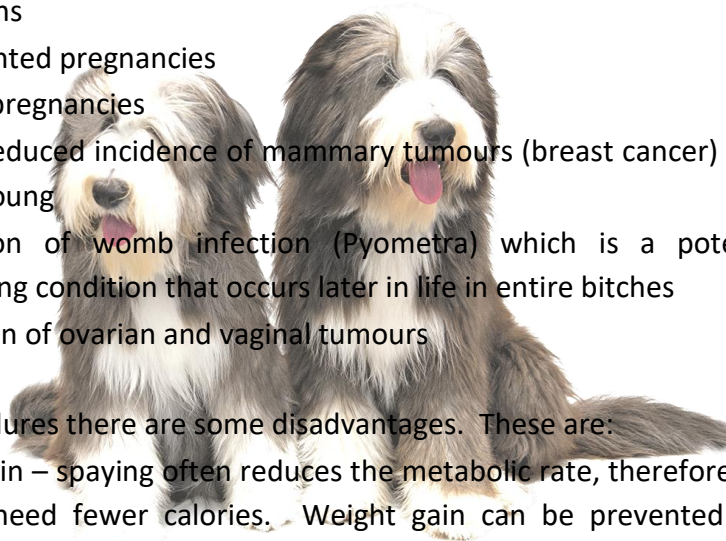 ns
nted pregnancies
pregnancies
educed incidence of mammary tumours (breast cancer)
oung
on of womb infection (Pyometra) which is a pote
ng condition that occurs later in life in entire bitches
n of ovarian and vaginal tumours
dures there are some disadvantages. These are:
in – spaying often reduces the metabolic rate, therefore
need fewer calories. Weight gain can be prevented